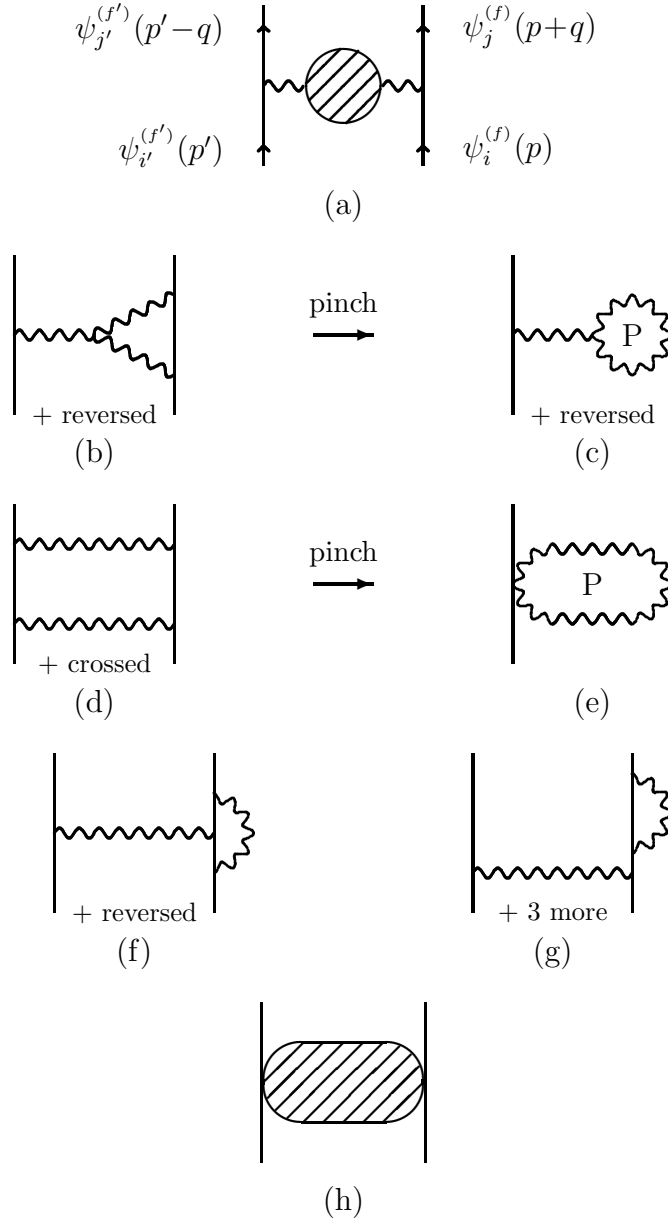 ψ_{j'}^{(f')}(p'−q) ψ_j^{(f)}(p+q)
ψ_{i'}^{(f')}(p') ψ_i^{(f)}(p)
(a)
pinch
P
+ reversed + reversed
(b) (c)
pinch
P
+ crossed
(d) (e)
+ reversed + 3 more
(f) (g)
(h)